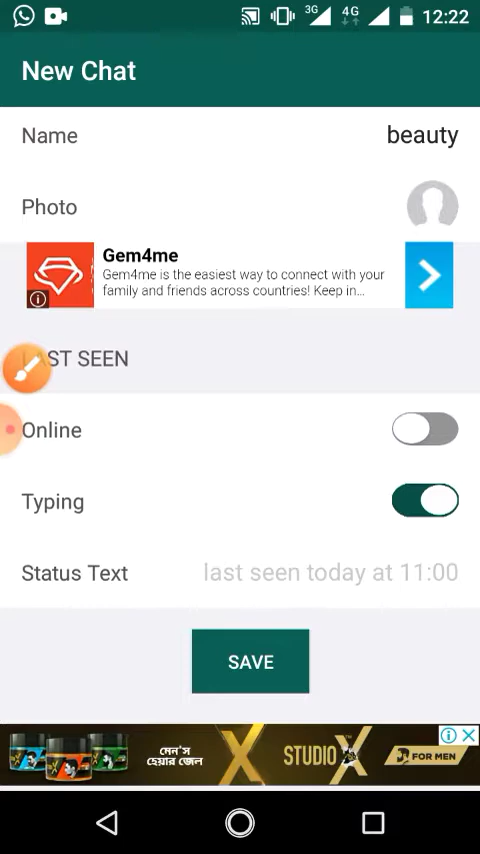 3G 4G 12:22
New Chat
Name beauty
Photo
Gem4me
Gem4me is the easiest way to connect with your
family and friends across countries! Keep in...
LAST SEEN
Online
Typing
Status Text last seen today at 11:00
SAVE
মেন'স
হেয়ার জেল
X STUDIO X FOR MEN